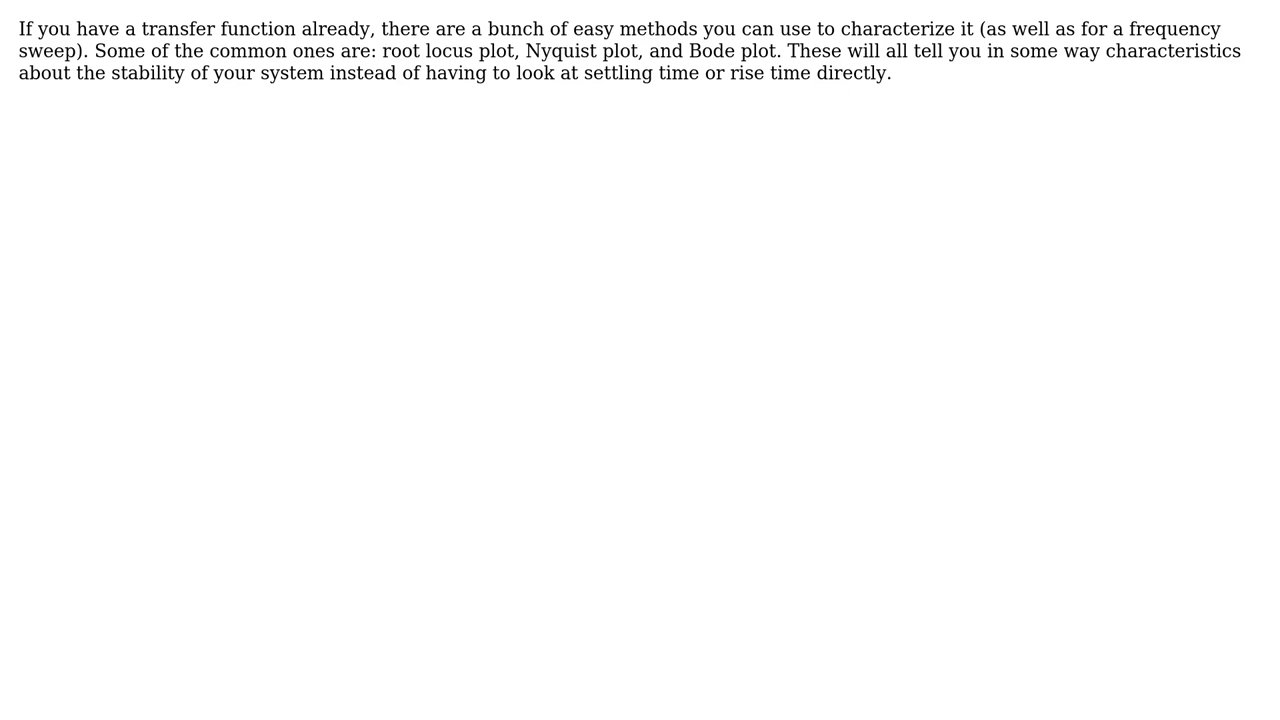 If you have a transfer function already, there are a bunch of easy methods you can use to characterize it (as well as for a frequency
sweep). Some of the common ones are: root locus plot, Nyquist plot, and Bode plot. These will all tell you in some way characteristics
about the stability of your system instead of having to look at settling time or rise time directly.